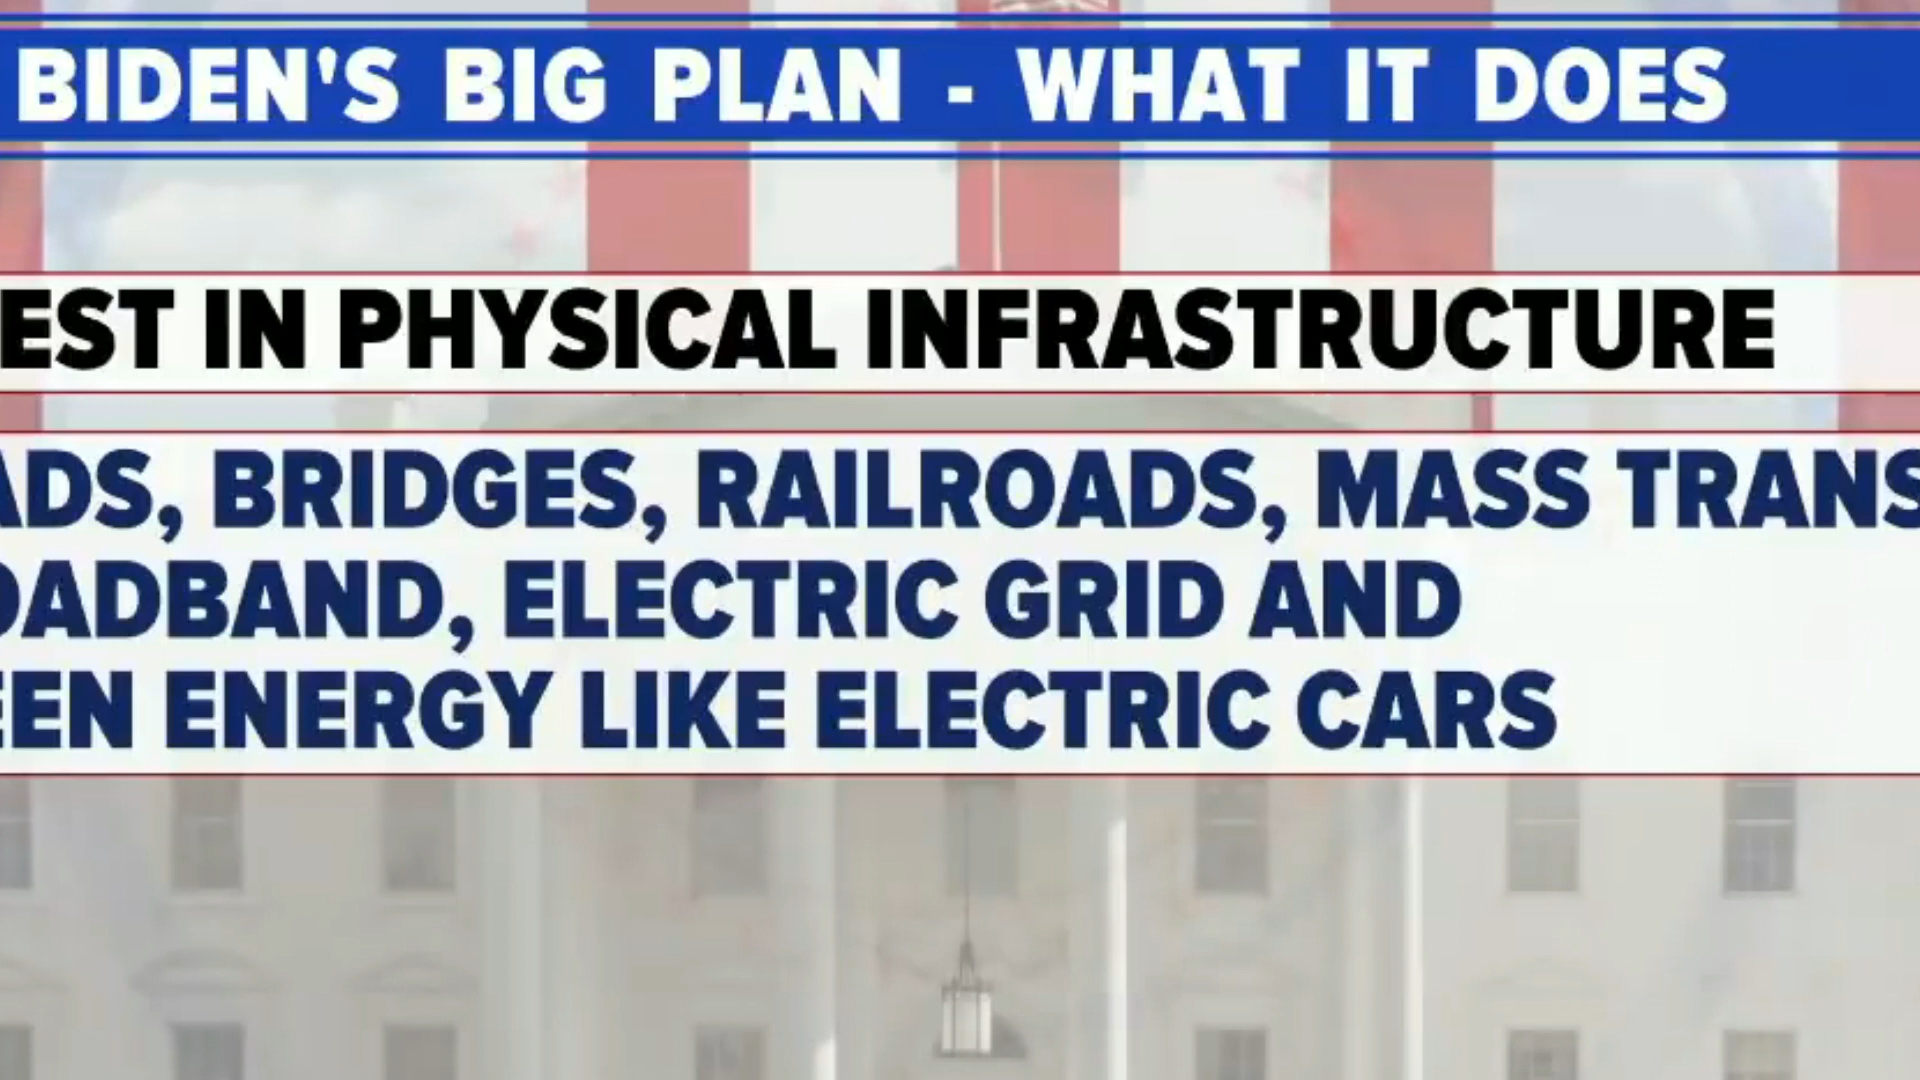 BIDEN'S BIG PLAN - WHAT IT DOES
EST IN PHYSICAL INFRASTRUCTURE
ADS, BRIDGES, RAILROADS, MASS TRANS
OADBAND, ELECTRIC GRID AND
EEN ENERGY LIKE ELECTRIC CARS